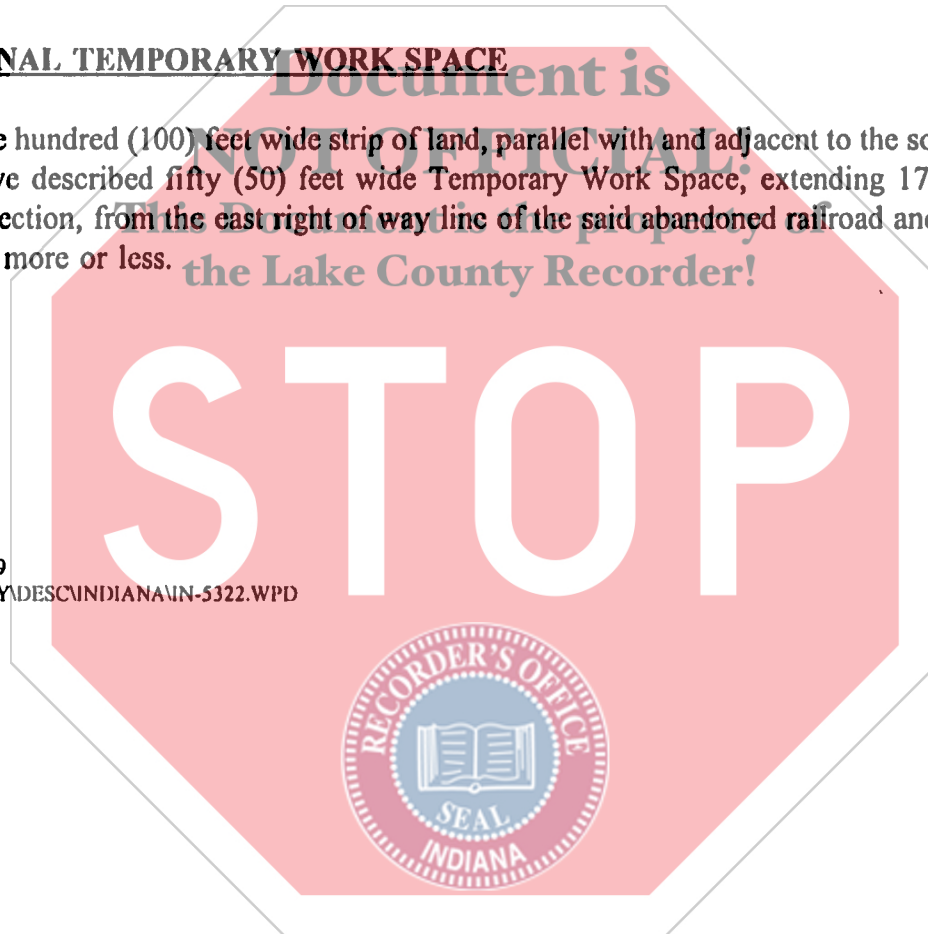 NAL TEMPORARY WORK SPACE
Document is
e hundred (100) feet wide strip of land, parallel with and adjacent to the so
NOT OFFICIAL!
ve described fifty (50) feet wide Temporary Work Space, extending 17
This Document is the property of
ection, from the east right of way line of the said abandoned railroad and
more or less.
the Lake County Recorder!
STOP
9
Y\DESC\INDIANA\IN-5322.WPD
RECORDER'S OFFICE
SEAL
INDIANA